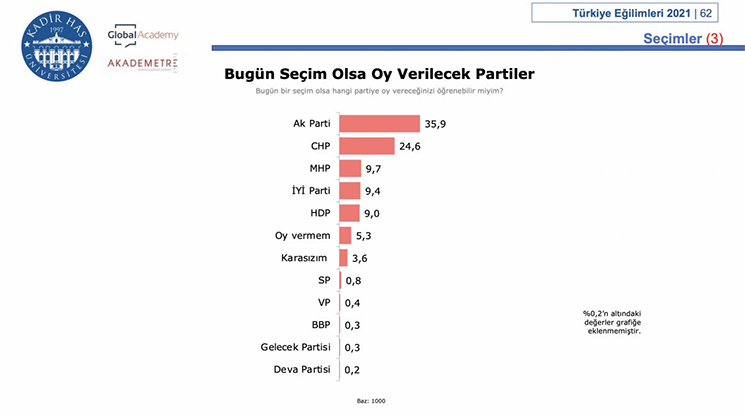 Türkiye Eğilimleri 2021 | 62
Seçimler (3)
KADİR HAS
1997
ÜNİVERSİTESİ
GlobalAcademy
AKADEMETRE
Bugün Seçim Olsa Oy Verilecek Partiler
Bugün bir seçim olsa hangi partiye oy vereceğinizi öğrenebilir miyim?
Ak Parti 35,9
CHP 24,6
MHP 9,7
İYİ Parti 9,4
HDP 9,0
Oy vermem 5,3
Karasızım 3,6
SP 0,8
VP 0,4
BBP 0,3
Gelecek Partisi 0,3
Deva Partisi 0,2
%0,2'n altındaki
değerler grafiğe
eklenmemiştir.
Baz: 1000